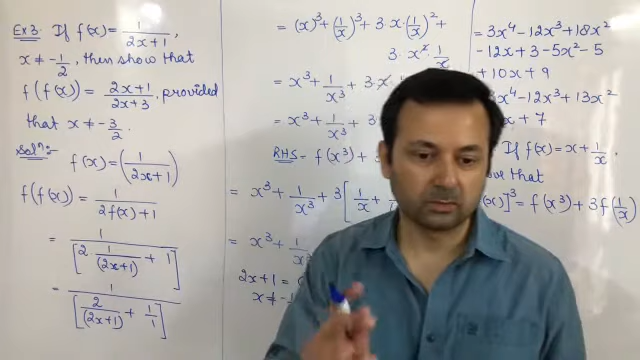 Ex3. If f(x) = 1/(2x+1),
x ≠ -1/2, then show that
f(f(x)) = (2x+1)/(2x+3), provided
that x ≠ -3/2.
Soln:-
f(x) = (1/(2x+1))
f(f(x)) = 1/(2f(x)+1)
= 1/[2 1/(2x+1) + 1]
= 1/[2/(2x+1) + 1/1]
= (x)³ + (1/x)³ + 3·x·(1/x)² +
3·x²·1/x
= x³ + 1/x³ + 3·x·
= x³ + 1/x³ + 3·
RHS = f(x³) + 3
= x³ + 1/x³ + 3[1/x +
= x³ + 1/x³
2x+1 =
x ≠ -1
= 3x⁴ - 12x³ + 18x²
-12x + 3 - 5x² - 5
+10x + 9
3x⁴ - 12x³ + 13x²
x + 7
If f(x) = x + 1/x,
ove that
(x)]³ = f(x³) + 3f(1/x)